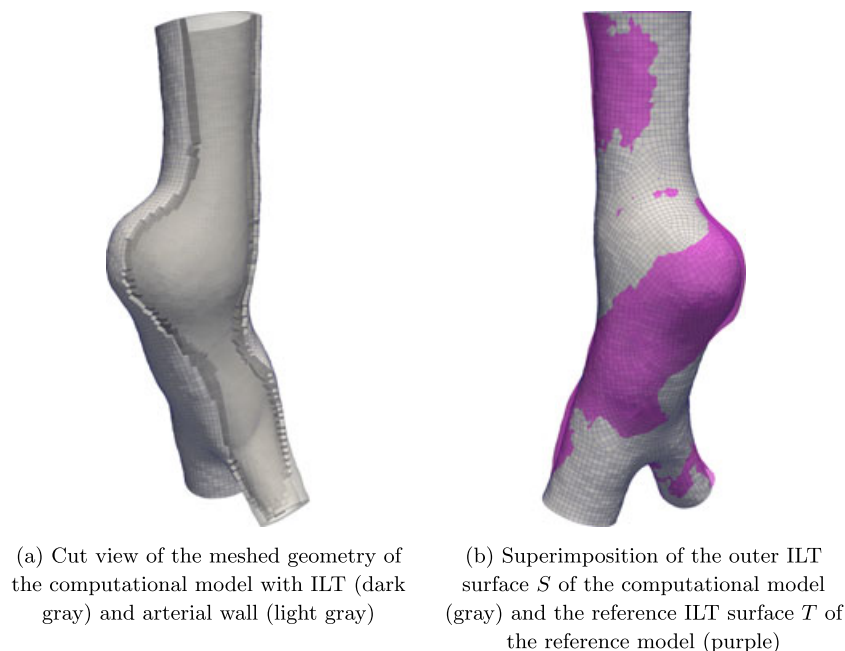 (a) Cut view of the meshed geometry of
the computational model with ILT (dark
gray) and arterial wall (light gray)
(b) Superimposition of the outer ILT
surface S of the computational model
(gray) and the reference ILT surface T of
the reference model (purple)